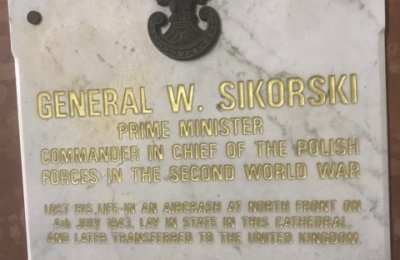 GENERAL W. SIKORSKI
PRIME MINISTER
COMMANDER IN CHIEF OF THE POLISH
FORCES IN THE SECOND WORLD WAR
LOST HIS LIFE IN AN AIRCRASH AT NORTH FRONT ON
4th JULY 1943, LAY IN STATE IN THIS CATHEDRAL
AND LATER TRANSFERRED TO THE UNITED KINGDOM.